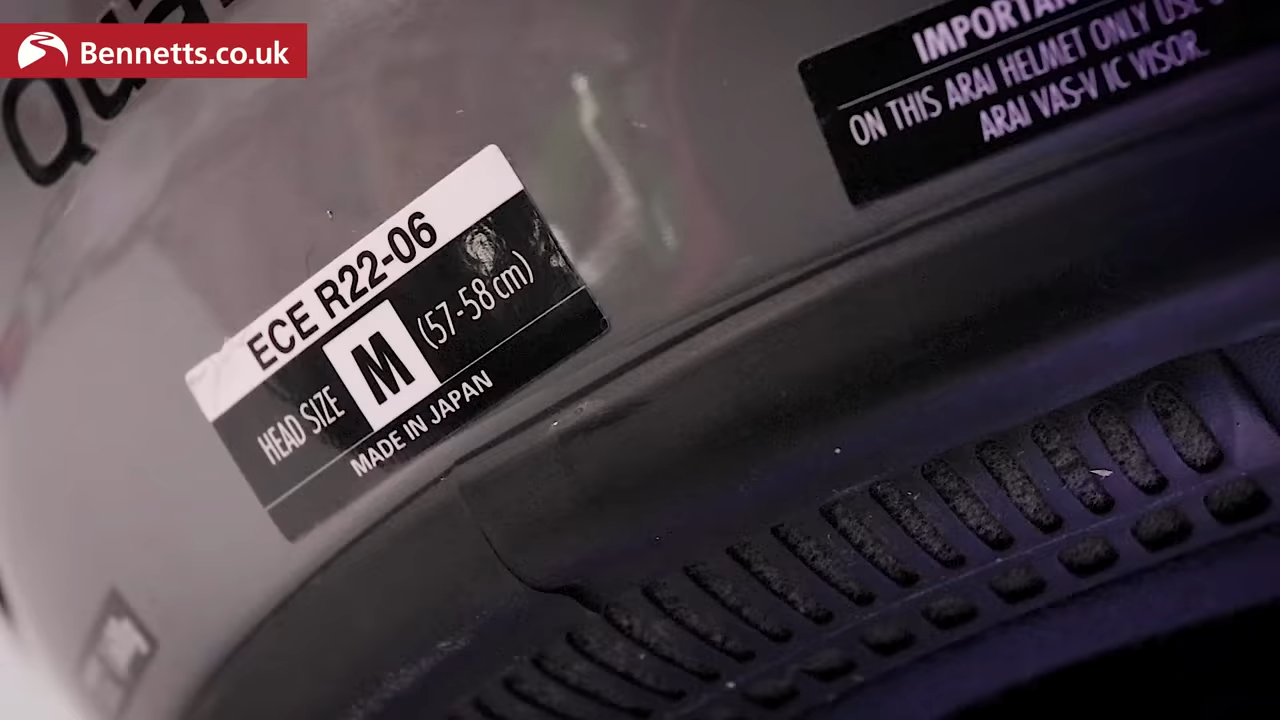 Bennetts.co.uk
ECE R22-06
HEAD SIZE M (57-58cm)
MADE IN JAPAN
ON THIS ARAI HELMET ONLY USE
ARAI VAS-V IC VISOR.